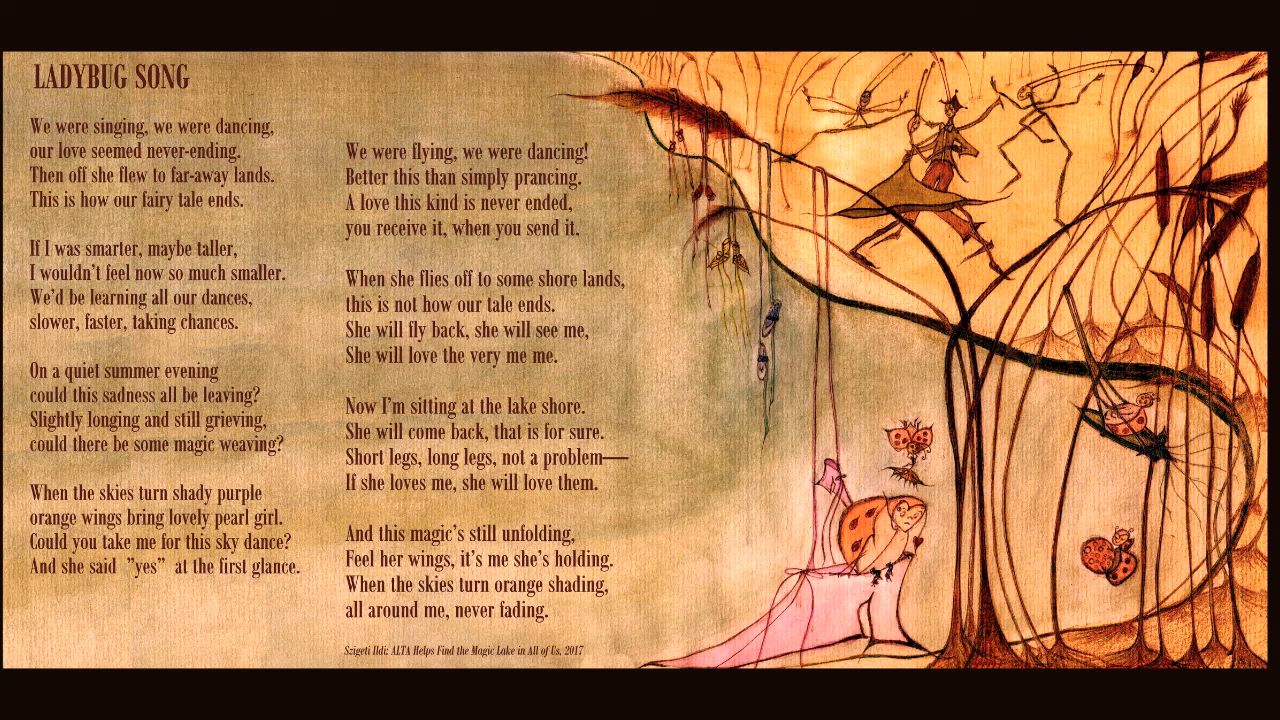 LADYBUG SONG
We were singing, we were dancing,
our love seemed never-ending.
Then off she flew to far-away lands.
This is how our fairy tale ends.
If I was smarter, maybe taller,
I wouldn't feel now so much smaller.
We'd be learning all our dances,
slower, faster, taking chances.
On a quiet summer evening
could this sadness all be leaving?
Slightly longing and still grieving,
could there be some magic weaving?
When the skies turn shady purple
orange wings bring lovely pearl girl.
Could you take me for this sky dance?
And she said ”yes” at the first glance.
We were flying, we were dancing!
Better this than simply prancing.
A love this kind is never ended,
you receive it, when you send it.
When she flies off to some shore lands,
this is not how our tale ends.
She will fly back, she will see me,
She will love the very me me.
Now I'm sitting at the lake shore.
She will come back, that is for sure.
Short legs, long legs, not a problem—
If she loves me, she will love them.
And this magic's still unfolding,
Feel her wings, it's me she's holding.
When the skies turn orange shading,
all around me, never fading.
Szigeti Ildi: ALTA Helps Find the Magic Lake in All of Us, 2017